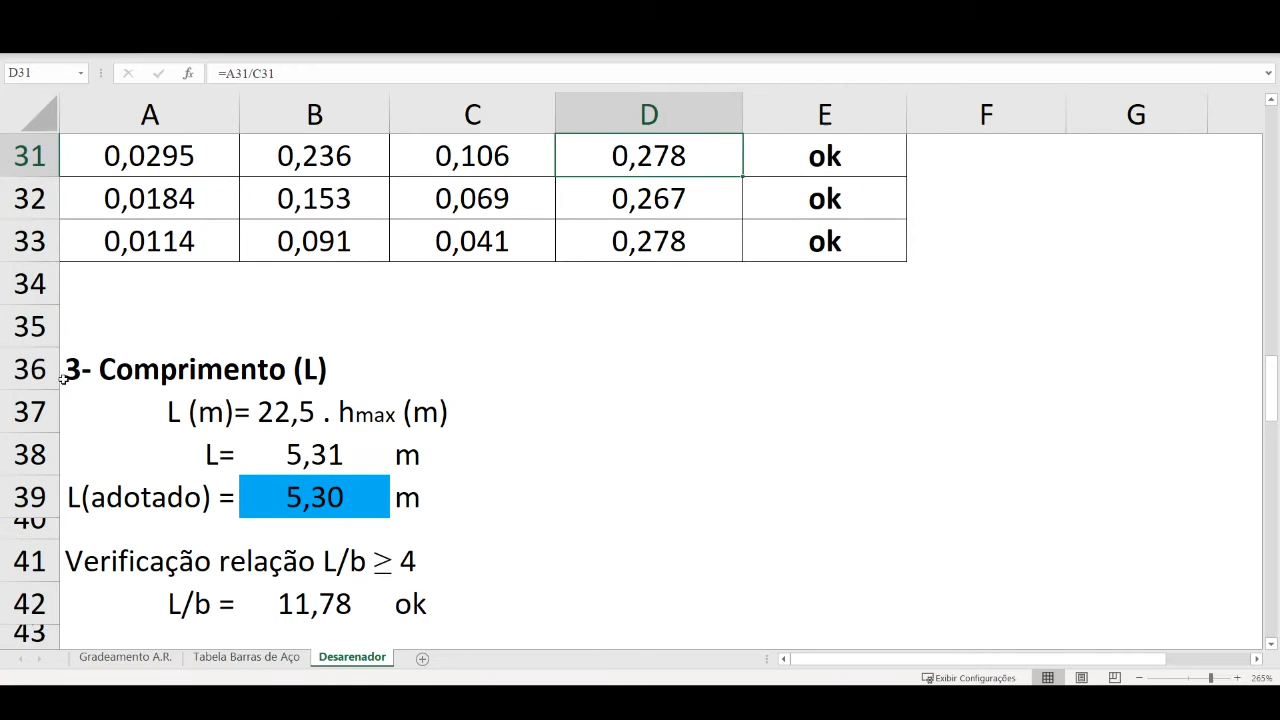 D31 fx =A31/C31
A B C D E F G
31 0,0295 0,236 0,106 0,278 ok
32 0,0184 0,153 0,069 0,267 ok
33 0,0114 0,091 0,041 0,278 ok
34
35
36 3- Comprimento (L)
37 L (m)= 22,5 . hmax (m)
38 L= 5,31 m
39 L(adotado) = 5,30 m
40
41 Verificação relação L/b ≥ 4
42 L/b = 11,78 ok
43
Gradeamento A.R. Tabela Barras de Aço Desarenador
Exibir Configurações 265%